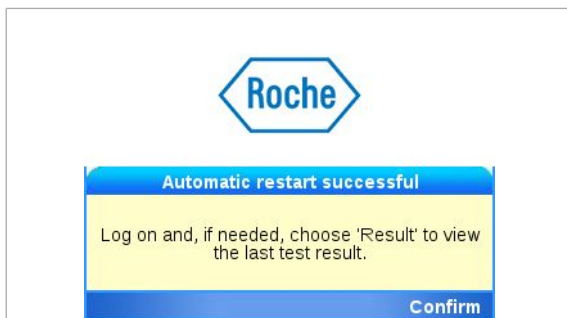 Roche
Automatic restart successful
Log on and, if needed, choose 'Result' to view
the last test result.
Confirm